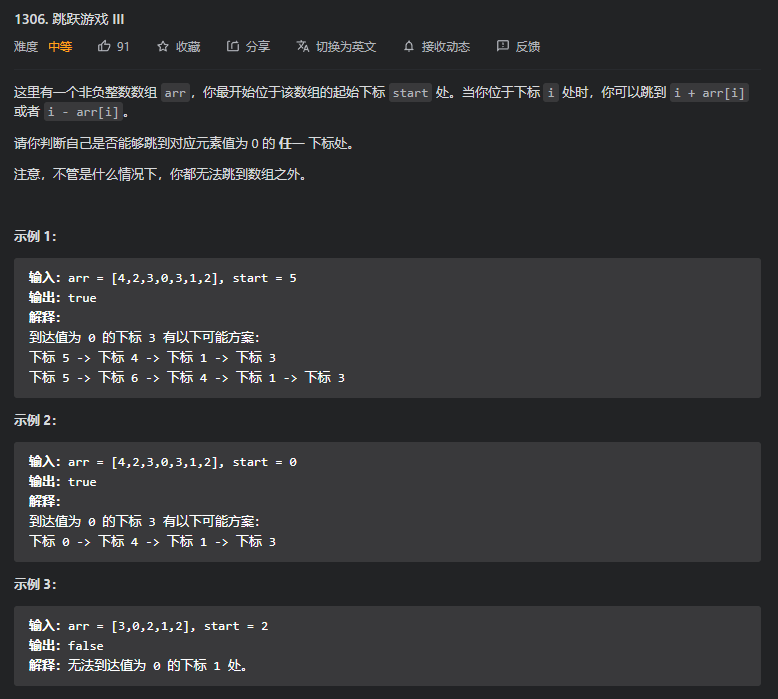 1306. 跳跃游戏 III
难度 中等 91 收藏 分享 切换为英文 接收动态 反馈
这里有一个非负整数数组 arr，你最开始位于该数组的起始下标 start 处。当你位于下标 i 处时，你可以跳到 i + arr[i]
或者 i - arr[i]。
请你判断自己是否能够跳到对应元素值为 0 的 任一 下标处。
注意，不管是什么情况下，你都无法跳到数组之外。
示例 1：
输入：arr = [4,2,3,0,3,1,2], start = 5
输出：true
解释：
到达值为 0 的下标 3 有以下可能方案：
下标 5 -> 下标 4 -> 下标 1 -> 下标 3
下标 5 -> 下标 6 -> 下标 4 -> 下标 1 -> 下标 3
示例 2：
输入：arr = [4,2,3,0,3,1,2], start = 0
输出：true
解释：
到达值为 0 的下标 3 有以下可能方案：
下标 0 -> 下标 4 -> 下标 1 -> 下标 3
示例 3：
输入：arr = [3,0,2,1,2], start = 2
输出：false
解释：无法到达值为 0 的下标 1 处。